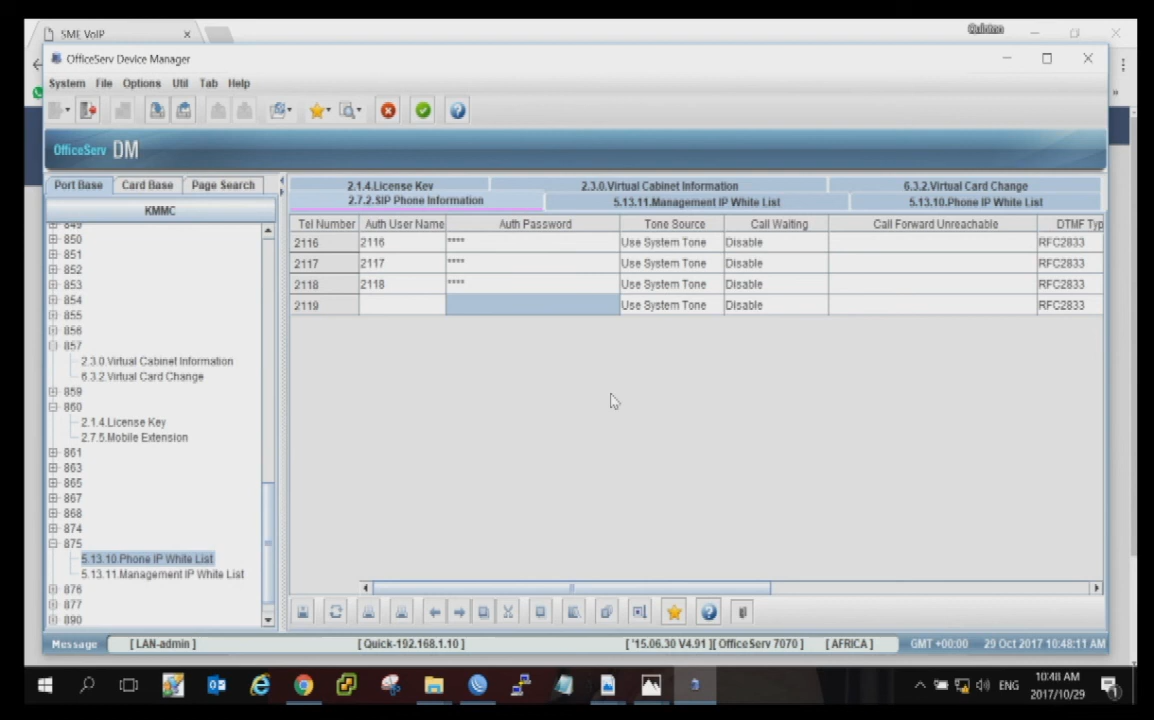 SME VoIP
OfficeServ Device Manager
System File Options Util Tab Help
OfficeServ DM
Port Base Card Base Page Search
KMMC
849
850
851
852
853
854
855
856
857
2.3.0.Virtual Cabinet Information
6.3.2.Virtual Card Change
859
860
2.1.4.License Key
2.7.5.Mobile Extension
861
863
865
867
868
874
875
5.13.10.Phone IP White List
5.13.11.Management IP White List
876
877
890
2.1.4.License Key 2.3.0.Virtual Cabinet Information 6.3.2.Virtual Card Change
2.7.2.SIP Phone Information 5.13.11.Management IP White List 5.13.10.Phone IP White List
Tel Number Auth User Name Auth Password Tone Source Call Waiting Call Forward Unreachable DTMF Typ
2116 2116 **** Use System Tone Disable RFC2833
2117 2117 **** Use System Tone Disable RFC2833
2118 2118 **** Use System Tone Disable RFC2833
2119 Use System Tone Disable RFC2833
Message [LAN-admin] [Quick-192.168.1.10] ['15.06.30 V4.91][OfficeServ 7070] [AFRICA] GMT +00:00 29 Oct 2017 10:48:11 AM
ENG
10:48 AM
2017/10/29